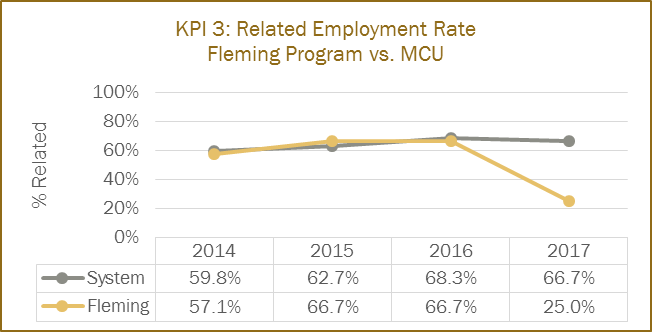 KPI 3: Related Employment Rate
Fleming Program vs. MCU
% Related
100%
80%
60%
40%
20%
0%
2014 2015 2016 2017
System 59.8% 62.7% 68.3% 66.7%
Fleming 57.1% 66.7% 66.7% 25.0%